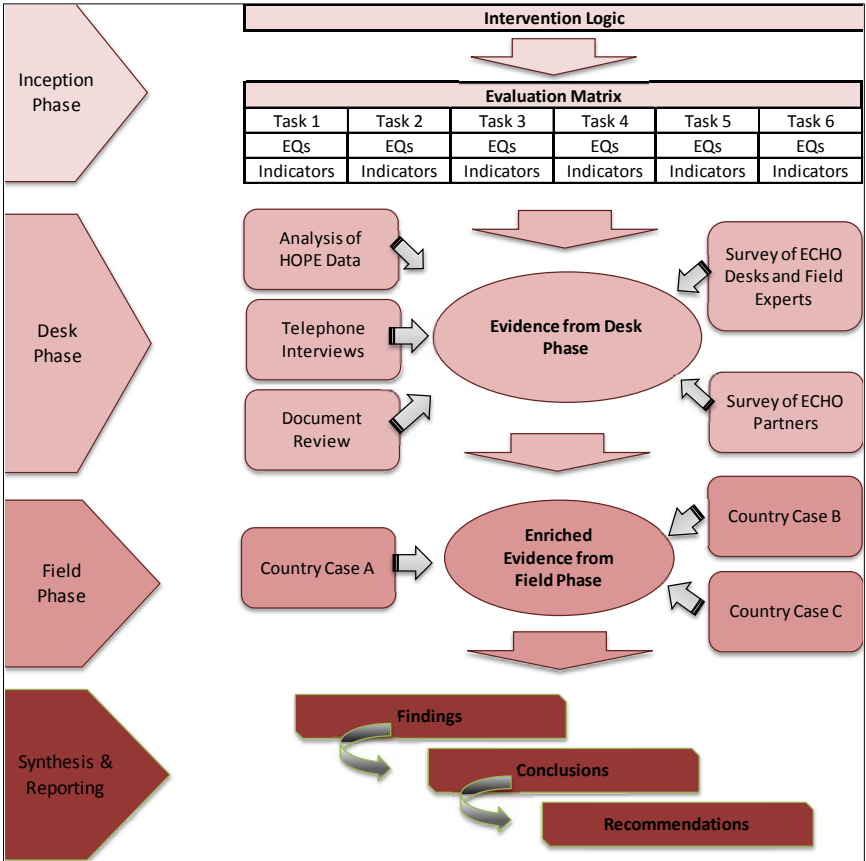 Inception
Phase
Intervention Logic
Evaluation Matrix
Task 1 Task 2 Task 3 Task 4 Task 5 Task 6
EQs EQs EQs EQs EQs EQs
Indicators Indicators Indicators Indicators Indicators Indicators
Desk
Phase
Analysis of
HOPE Data
Telephone
Interviews
Document
Review
Evidence from Desk
Phase
Survey of ECHO
Desks and Field
Experts
Survey of ECHO
Partners
Field
Phase
Country Case A
Enriched
Evidence from
Field Phase
Country Case B
Country Case C
Synthesis &
Reporting
Findings
Conclusions
Recommendations